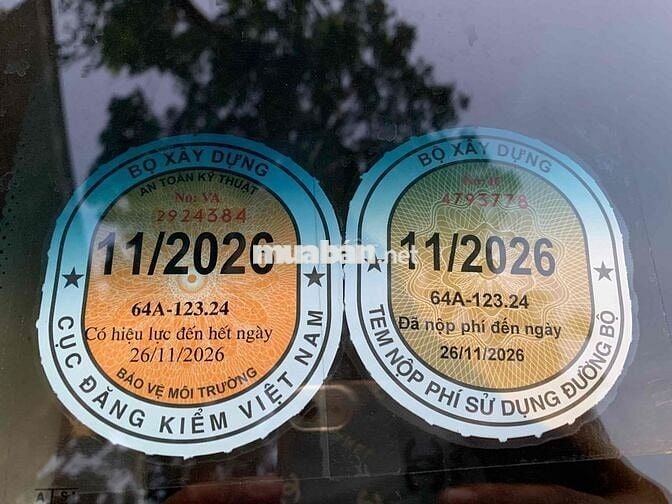 BỘ XÂY DỰNG
AN TOÀN KỸ THUẬT
No: VA
2924384
11/2026
64A-123.24
Có hiệu lực đến hết ngày
26/11/2026
BẢO VỆ MÔI TRƯỜNG
★ CỤC ĐĂNG KIỂM VIỆT NAM ★
BỘ XÂY DỰNG
4793778
11/2026
64A-123.24
Đã nộp phí đến ngày
26/11/2026
★ TEM NỘP PHÍ SỬ DỤNG ĐƯỜNG BỘ ★
muaban.net